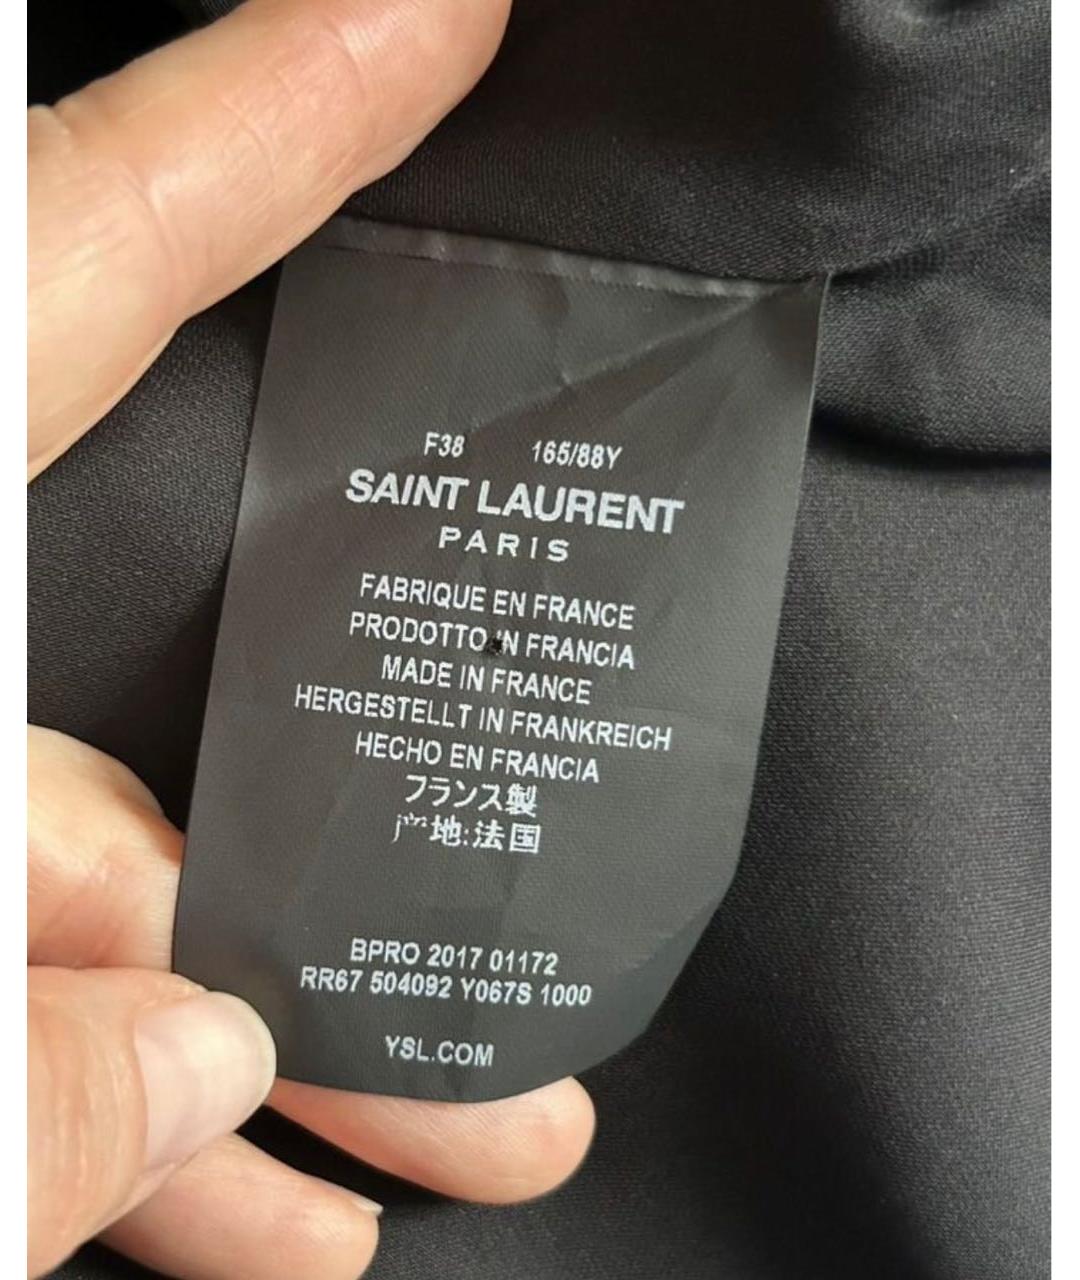 F38 165/88Y
SAINT LAURENT
PARIS
FABRIQUE EN FRANCE
PRODOTTO IN FRANCIA
MADE IN FRANCE
HERGESTELLT IN FRANKREICH
HECHO EN FRANCIA
フランス製
产地:法国
BPRO 2017 01172
RR67 504092 Y067S 1000
YSL.COM